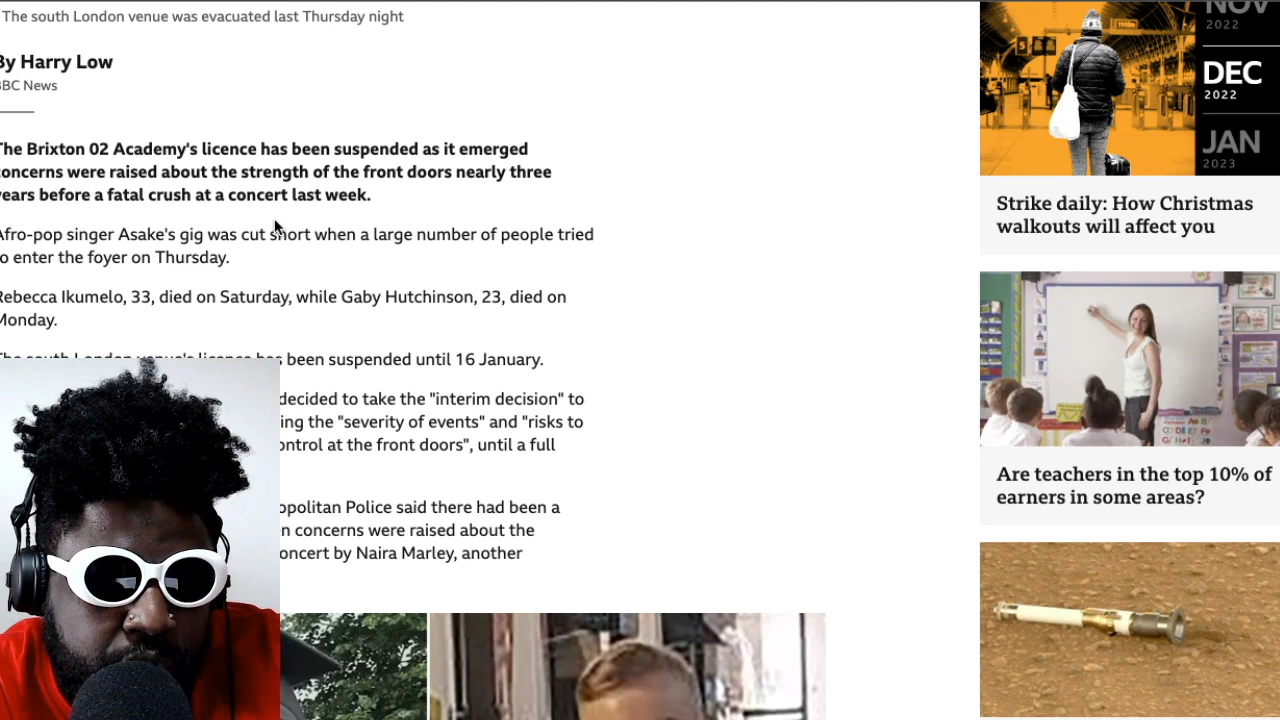 The south London venue was evacuated last Thursday night
By Harry Low
BBC News
The Brixton 02 Academy's licence has been suspended as it emerged
concerns were raised about the strength of the front doors nearly three
years before a fatal crush at a concert last week.
Afro-pop singer Asake's gig was cut short when a large number of people tried
to enter the foyer on Thursday.
Rebecca Ikumelo, 33, died on Saturday, while Gaby Hutchinson, 23, died on
Monday.
The south London venue's licence has been suspended until 16 January.
decided to take the "interim decision" to
ing the "severity of events" and "risks to
ontrol at the front doors", until a full
opolitan Police said there had been a
n concerns were raised about the
oncert by Naira Marley, another
NOV
2022
DEC
2022
JAN
2023
Strike daily: How Christmas
walkouts will affect you
Are teachers in the top 10% of
earners in some areas?